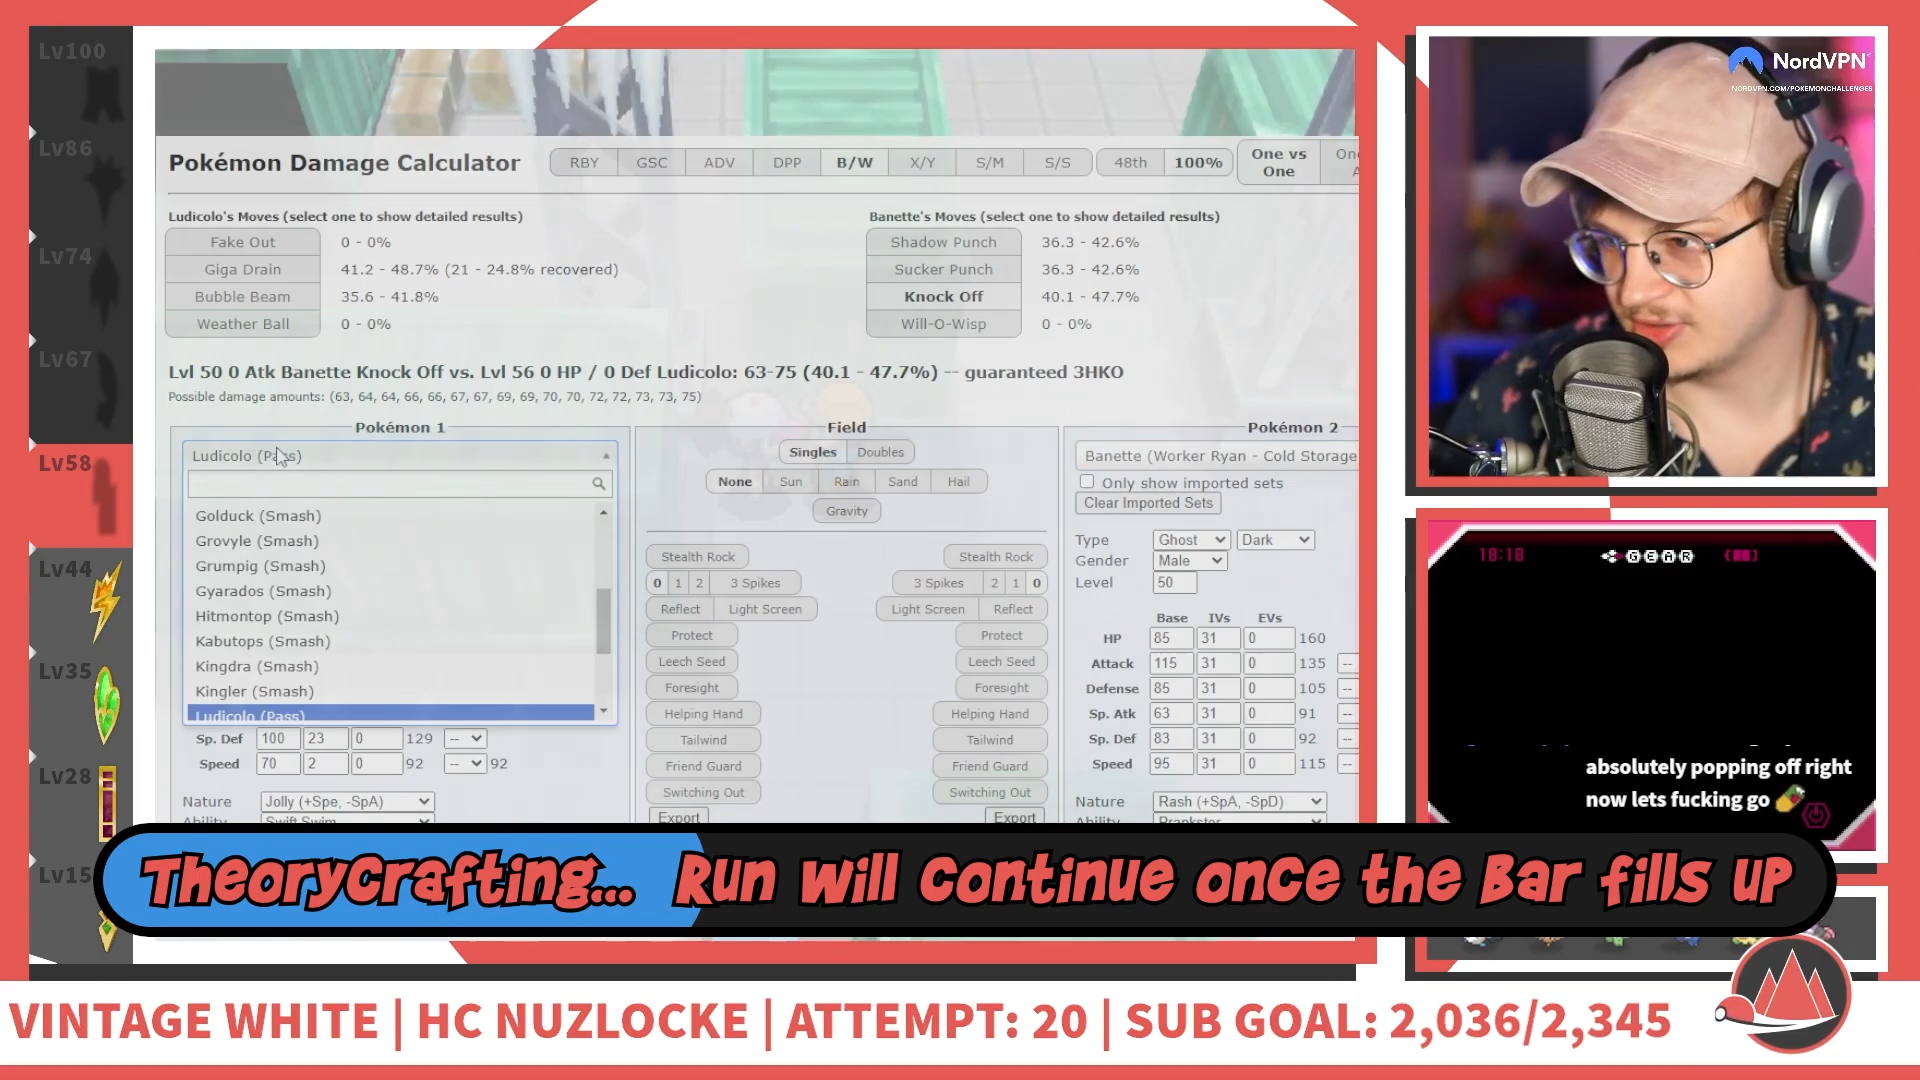 Lv100
Lv86
Lv74
Lv67
Lv58
Lv44
Lv35
Lv28
Lv15
Pokémon Damage Calculator
RBY GSC ADV DPP B/W X/Y S/M S/S
48th 100%
One vs
One
Ludicolo's Moves (select one to show detailed results)
Fake Out 0 - 0%
Giga Drain 41.2 - 48.7% (21 - 24.8% recovered)
Bubble Beam 35.6 - 41.8%
Weather Ball 0 - 0%
Banette's Moves (select one to show detailed results)
Shadow Punch 36.3 - 42.6%
Sucker Punch 36.3 - 42.6%
Knock Off 40.1 - 47.7%
Will-O-Wisp 0 - 0%
Lvl 50 0 Atk Banette Knock Off vs. Lvl 56 0 HP / 0 Def Ludicolo: 63-75 (40.1 - 47.7%) -- guaranteed 3HKO
Possible damage amounts: (63, 64, 64, 66, 66, 67, 67, 69, 69, 70, 70, 72, 72, 73, 73, 75)
Pokémon 1
Ludicolo (Pass)
Golduck (Smash)
Grovyle (Smash)
Grumpig (Smash)
Gyarados (Smash)
Hitmontop (Smash)
Kabutops (Smash)
Kingdra (Smash)
Kingler (Smash)
Ludicolo (Pass)
Sp. Def 100 23 0 129 --
Speed 70 2 0 92 -- 92
Nature Jolly (+Spe, -SpA)
Ability Swift Swim
Field
Singles Doubles
None Sun Rain Sand Hail
Gravity
Stealth Rock Stealth Rock
0 1 2 3 Spikes 3 Spikes 2 1 0
Reflect Light Screen Light Screen Reflect
Protect Protect
Leech Seed Leech Seed
Foresight Foresight
Helping Hand Helping Hand
Tailwind Tailwind
Friend Guard Friend Guard
Switching Out Switching Out
Export Export
Pokémon 2
Banette (Worker Ryan - Cold Storage
Only show imported sets
Clear Imported Sets
Type Ghost Dark
Gender Male
Level 50
Base IVs EVs
HP 85 31 0 160
Attack 115 31 0 135 --
Defense 85 31 0 105 --
Sp. Atk 63 31 0 91 --
Sp. Def 83 31 0 92 --
Speed 95 31 0 115 --
Nature Rash (+SpA, -SpD)
Ability Prankster
NordVPN
NORDVPN.COM/POKEMONCHALLENGES
18:18 GEAR
absolutely popping off right
now lets fucking go
Theorycrafting... Run will continue once the Bar fills up
VINTAGE WHITE | HC NUZLOCKE | ATTEMPT: 20 | SUB GOAL: 2,036/2,345